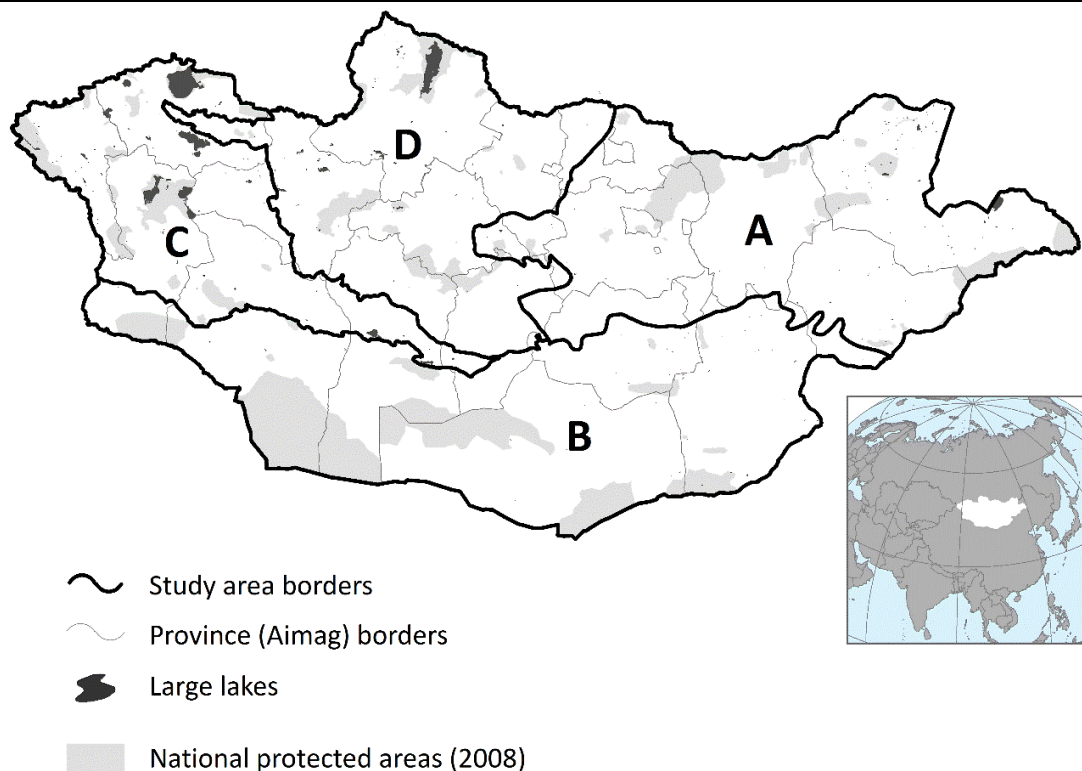 D
A
C
B
Study area borders
Province (Aimag) borders
Large lakes
National protected areas (2008)